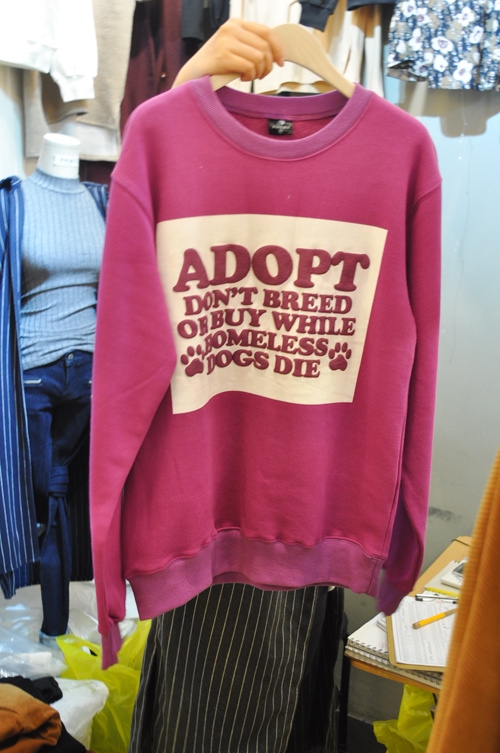 ADOPT
DON'T BREED
OR BUY WHILE
HOMELESS
DOGS DIE